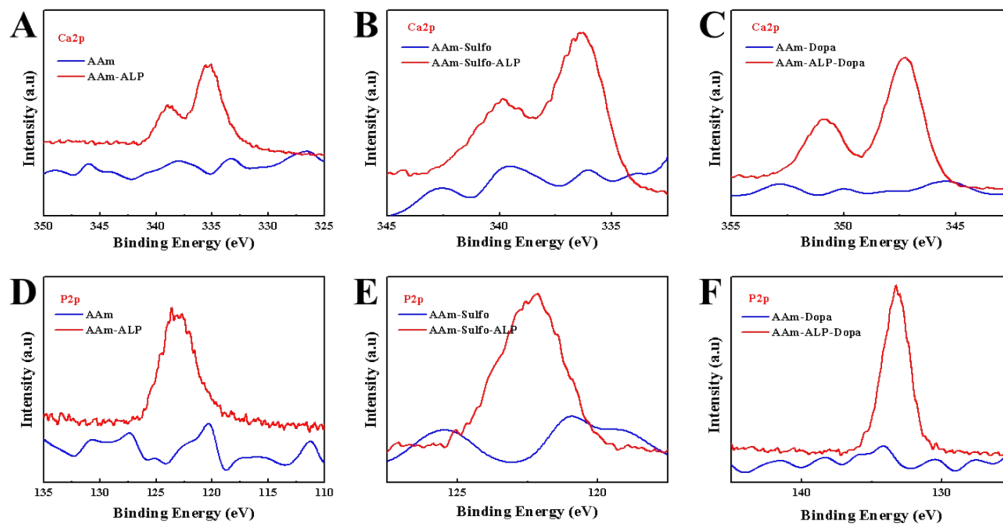 A
Ca2p
AAm
AAm-ALP
Intensity (a.u)
350 345 340 335 330 325
Binding Energy (eV)
B
Ca2p
AAm-Sulfo
AAm-Sulfo-ALP
Intensity (a.u)
345 340 335
Binding Energy (eV)
C
Ca2p
AAm-Dopa
AAm-ALP-Dopa
Intensity (a.u)
355 350 345
Binding Energy (eV)
D
P2p
AAm
AAm-ALP
Intensity (a.u)
135 130 125 120 115 110
Binding Energy (eV)
E
P2p
AAm-Sulfo
AAm-Sulfo-ALP
Intensity (a.u)
125 120
Binding Energy (eV)
F
P2p
AAm-Dopa
AAm-ALP-Dopa
Intensity (a.u)
140 130
Binding Energy (eV)